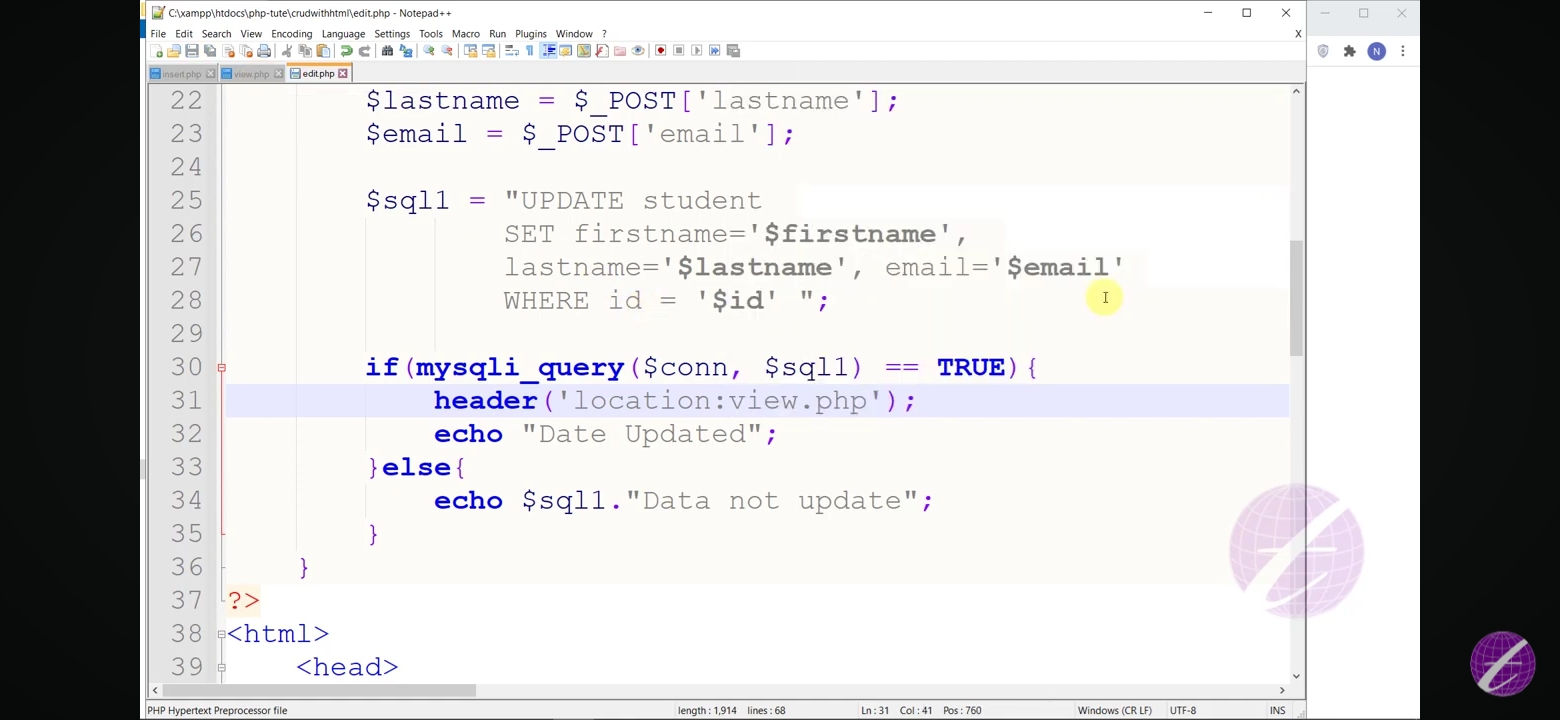 C:\xampp\htdocs\php-tute\crudwithhtml\edit.php - Notepad++
File Edit Search View Encoding Language Settings Tools Macro Run Plugins Window ? X
insert.php view.php edit.php
N
22 $lastname = $_POST['lastname'];
23 $email = $_POST['email'];
24
25 $sql1 = "UPDATE student
26 SET firstname='$firstname',
27 lastname='$lastname', email='$email'
28 WHERE id = '$id' ";
29
30 if(mysqli_query($conn, $sql1) == TRUE){
31 header('location:view.php');
32 echo "Date Updated";
33 }else{
34 echo $sql1."Data not update";
35 }
36 }
37 ?>
38 <html>
39 <head>
PHP Hypertext Preprocessor file length : 1,914 lines : 68 Ln : 31 Col : 41 Pos : 760 Windows (CR LF) UTF-8 INS